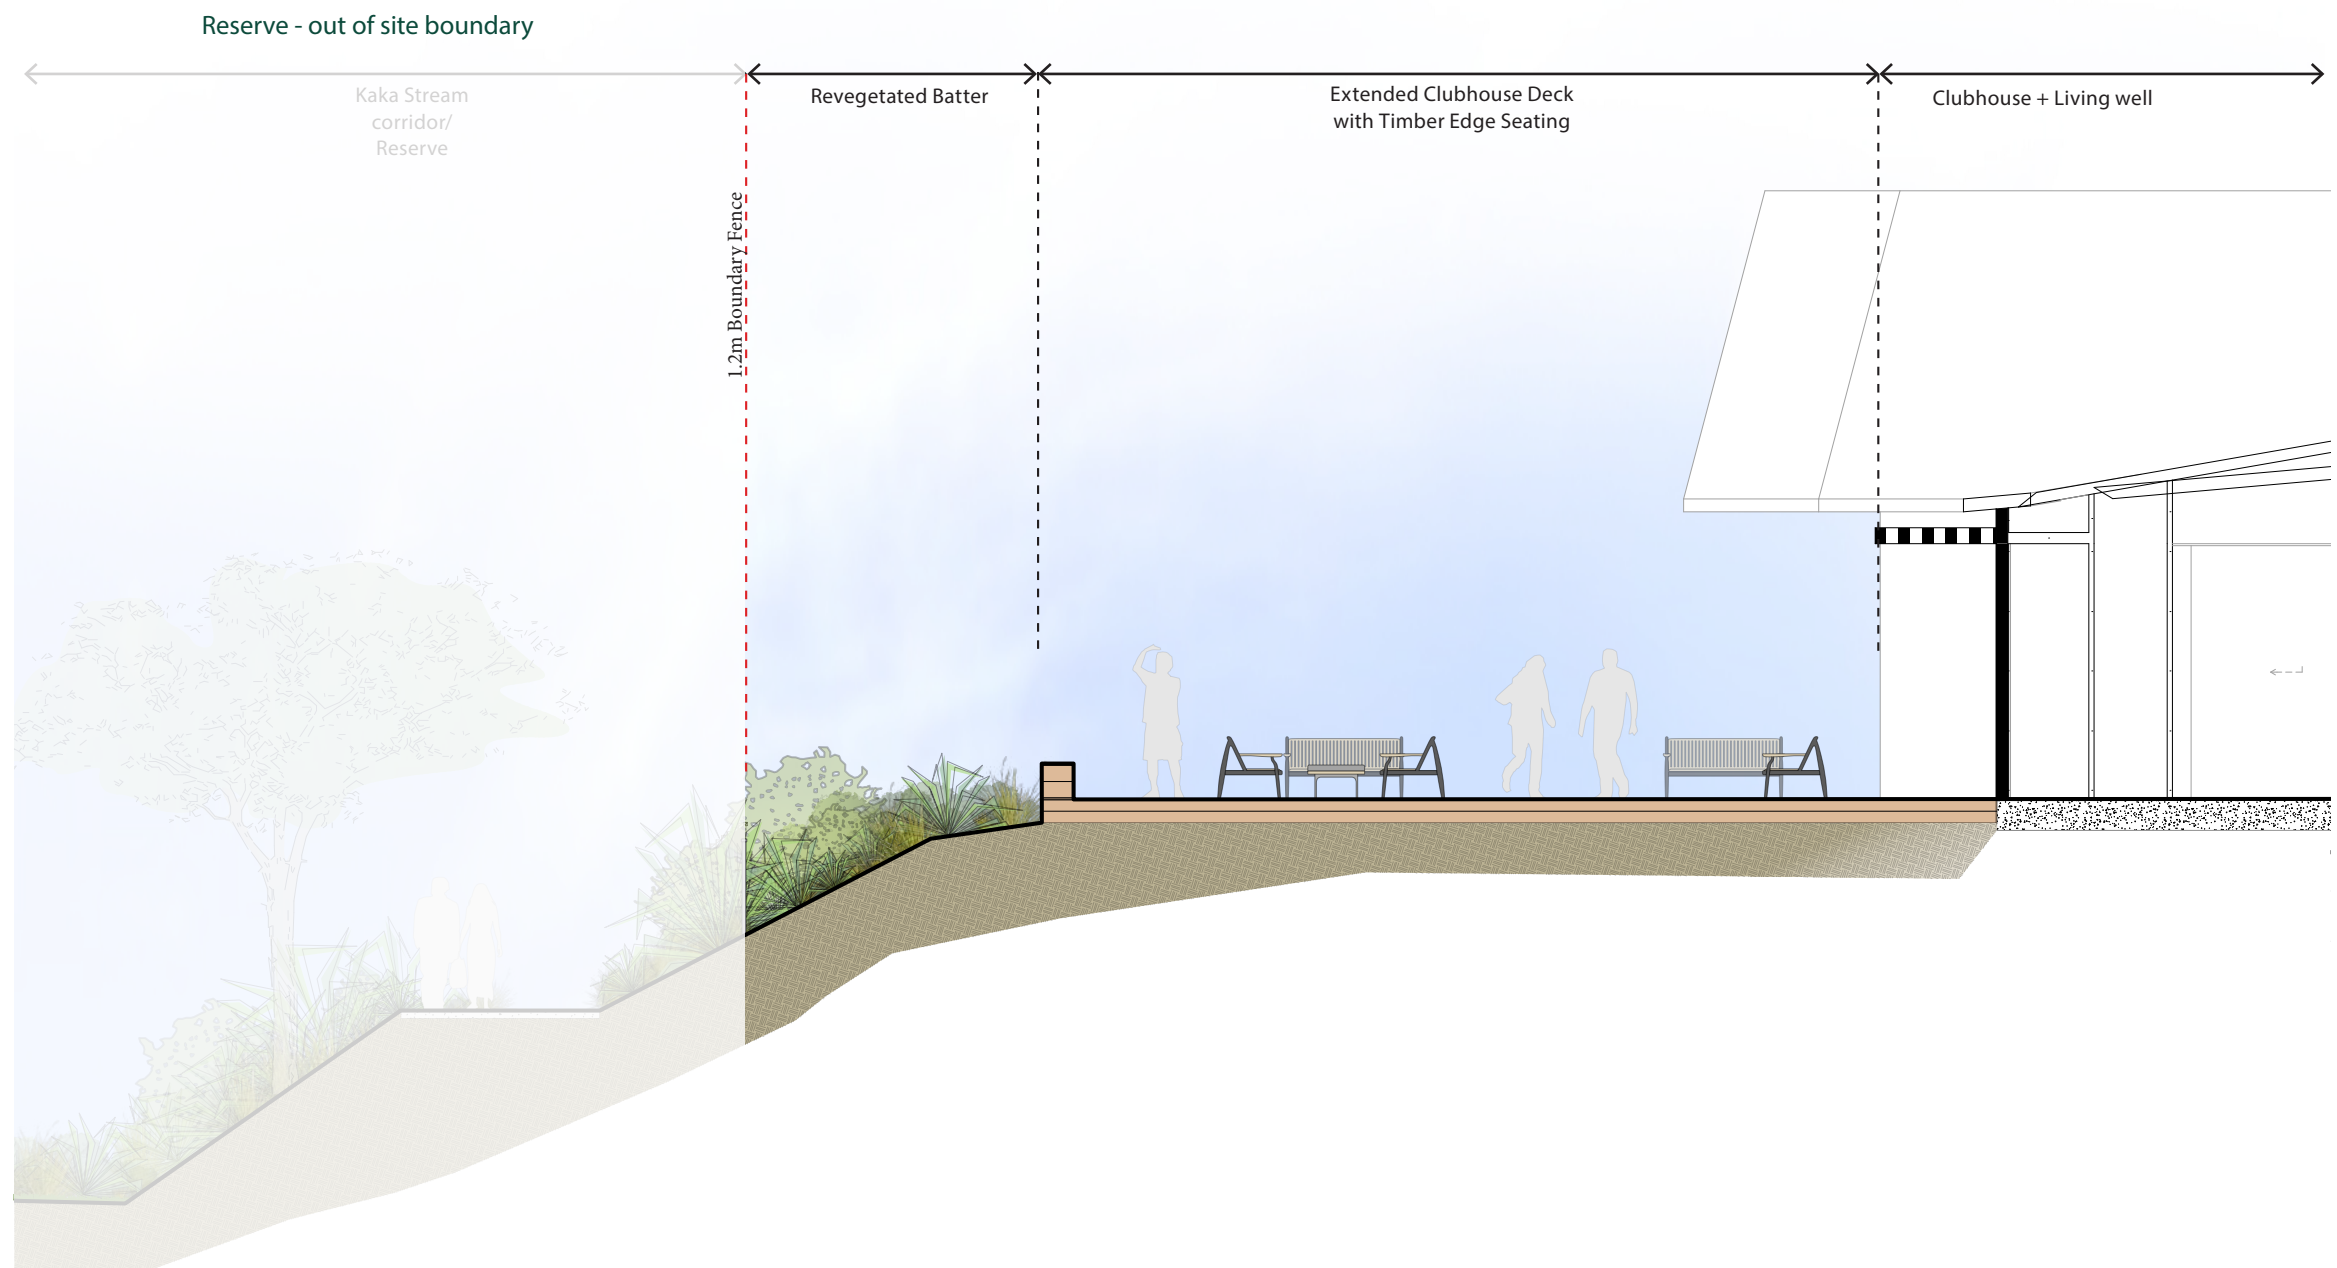 Reserve - out of site boundary
Kaka Stream
corridor/
Reserve
1.2m Boundary Fence
Revegetated Batter
Extended Clubhouse Deck
with Timber Edge Seating
Clubhouse + Living well